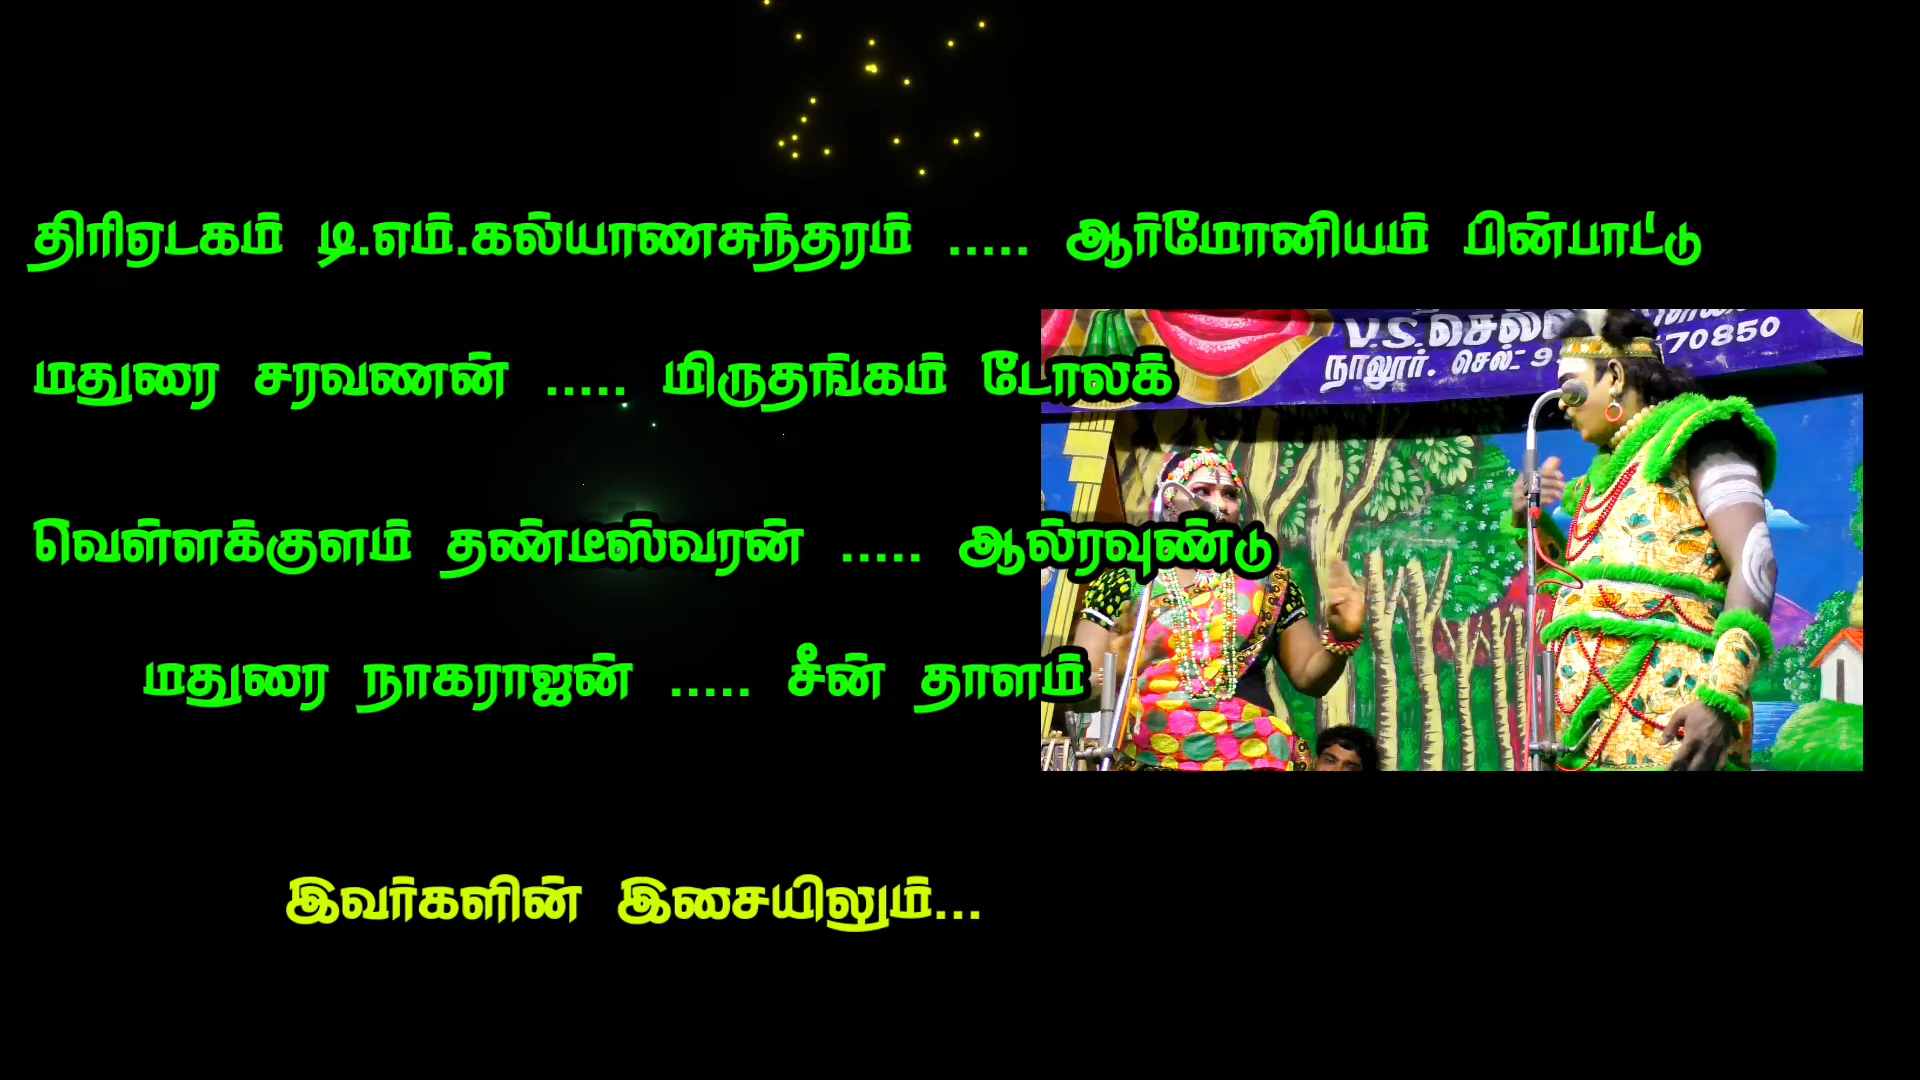 திரிஏடகம் டி.எம்.கல்யாணசுந்தரம் ..... ஆர்மோனியம் பின்பாட்டு
V.S.செல்
நாலூர். செல்- 9 70850
மதுரை சரவணன் ..... மிருதங்கம் டோலக்
வெள்ளக்குளம் தண்டீஸ்வரன் ..... ஆல்ரவுண்டு
மதுரை நாகராஜன் ..... சீன் தாளம்
இவர்களின் இசையிலும்...